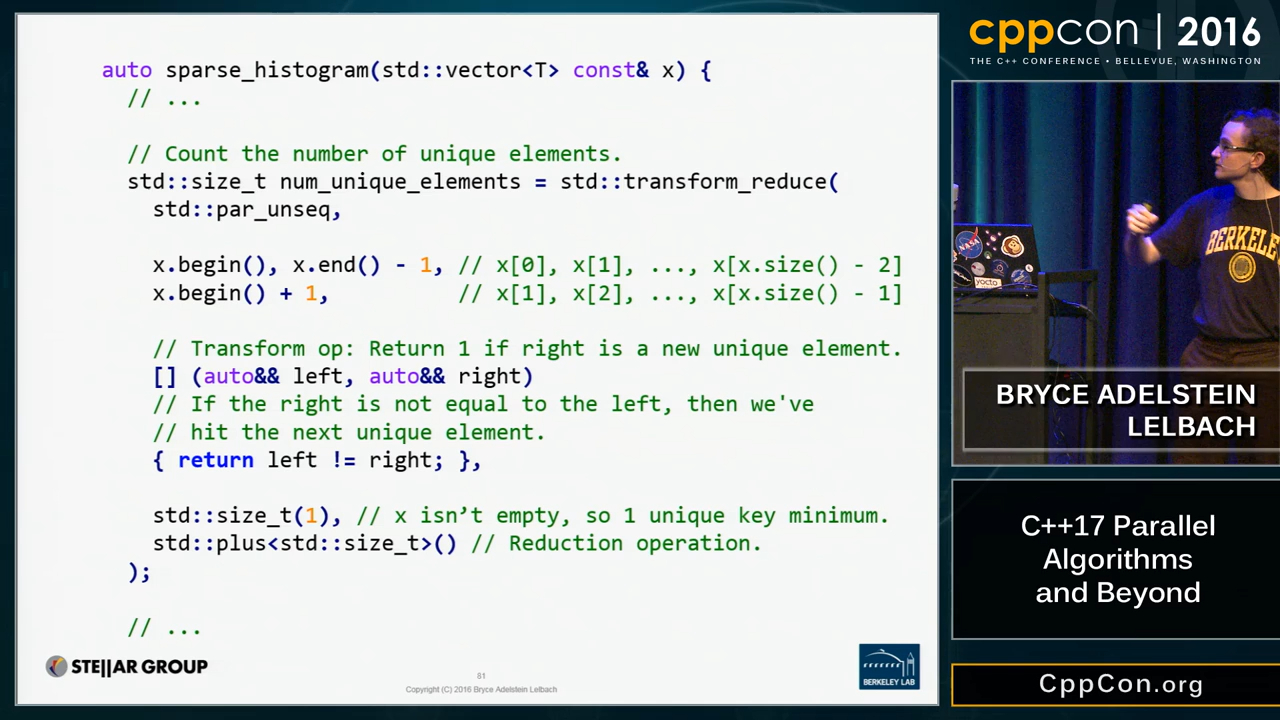 auto sparse_histogram(std::vector<T> const& x) {
// ...
// Count the number of unique elements.
std::size_t num_unique_elements = std::transform_reduce(
std::par_unseq,
x.begin(), x.end() - 1, // x[0], x[1], ..., x[x.size() - 2]
x.begin() + 1, // x[1], x[2], ..., x[x.size() - 1]
// Transform op: Return 1 if right is a new unique element.
[] (auto&& left, auto&& right)
// If the right is not equal to the left, then we've
// hit the next unique element.
{ return left != right; },
std::size_t(1), // x isn’t empty, so 1 unique key minimum.
std::plus<std::size_t>() // Reduction operation.
);
// ...
STE||AR GROUP
81
Copyright (C) 2016 Bryce Adelstein Lelbach
BERKELEY LAB
cppcon | 2016
THE C++ CONFERENCE • BELLEVUE, WASHINGTON
NASA
yocto
BERKELE
BRYCE ADELSTEIN
LELBACH
C++17 Parallel
Algorithms
and Beyond
CppCon.org